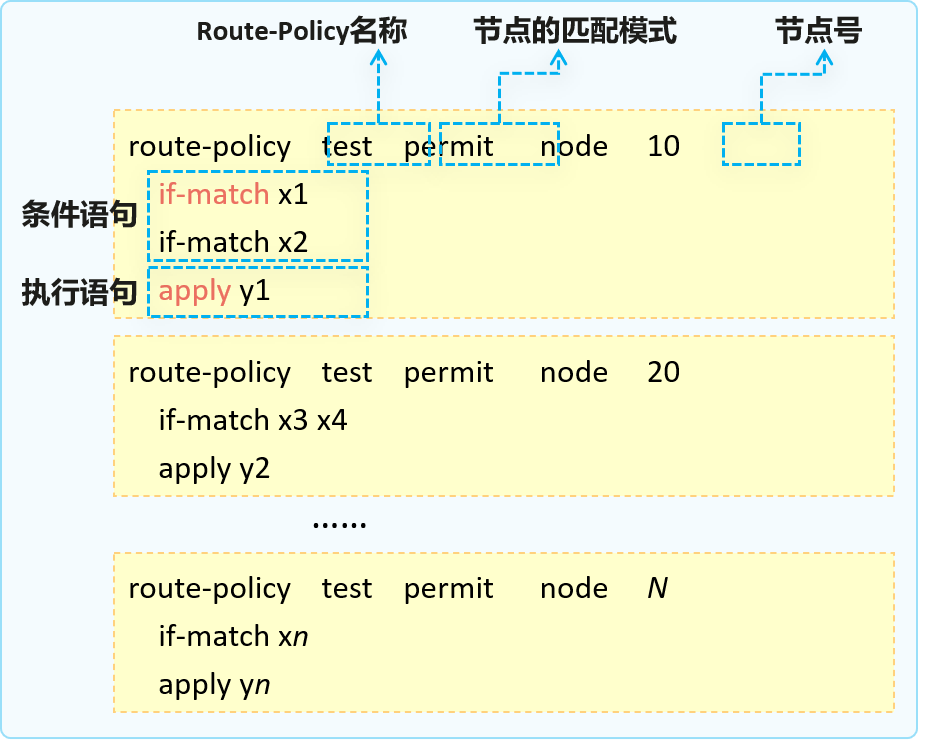 Route-Policy名称 节点的匹配模式 节点号
route-policy test permit node 10
条件语句
if-match x1
if-match x2
执行语句
apply y1
route-policy test permit node 20
if-match x3 x4
apply y2
……
route-policy test permit node N
if-match xn
apply yn